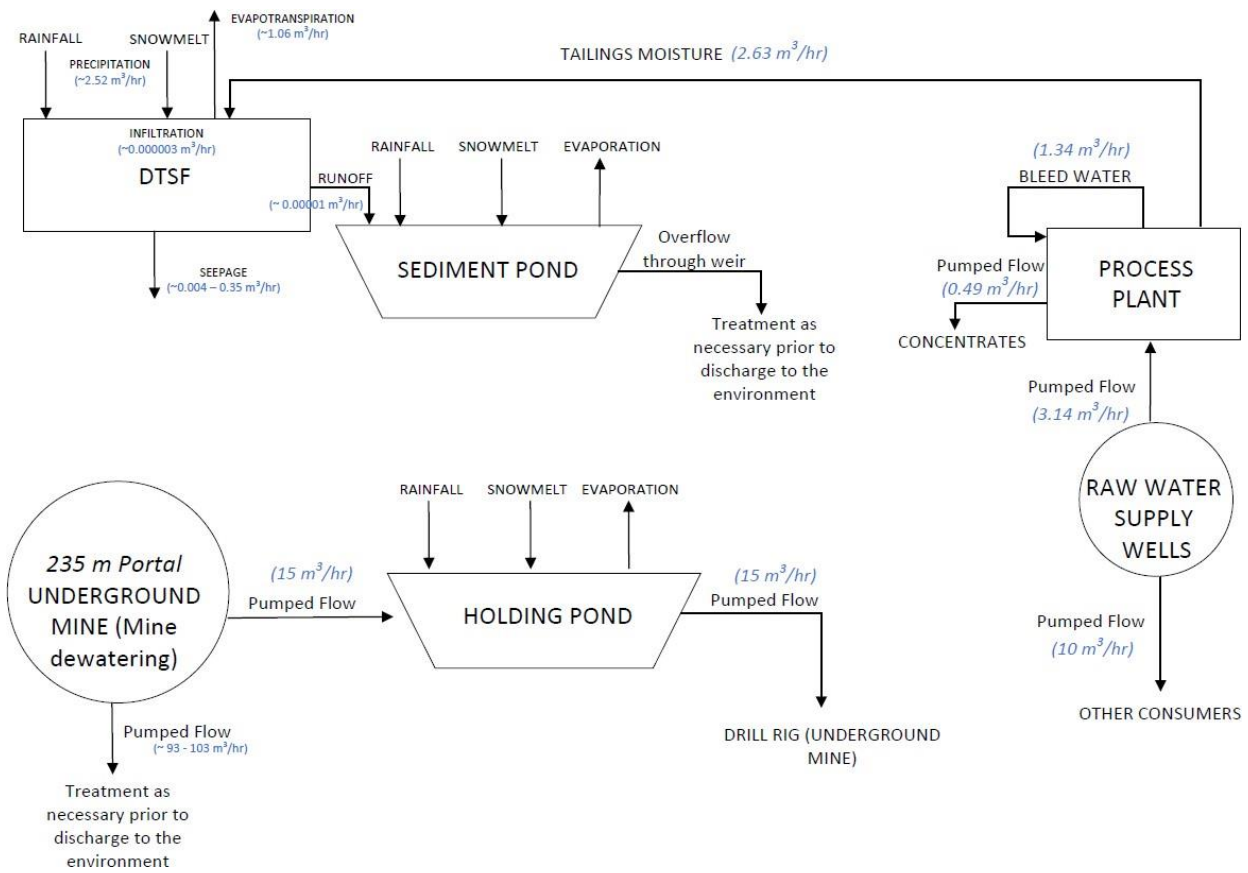 EVAPOTRANSPIRATION
(~1.06 m³/hr)
RAINFALL
SNOWMELT
PRECIPITATION
(~2.52 m³/hr)
TAILINGS MOISTURE (2.63 m³/hr)
INFILTRATION
(~0.000003 m³/hr)
DTSF
RUNOFF
(~ 0.00001 m³/hr)
SEEPAGE
(~0.004 – 0.35 m³/hr)
RAINFALL
SNOWMELT
EVAPORATION
SEDIMENT POND
Overflow
through weir
Treatment as
necessary prior to
discharge to the
environment
(1.34 m³/hr)
BLEED WATER
PROCESS
PLANT
Pumped Flow
(0.49 m³/hr)
CONCENTRATES
Pumped Flow
(3.14 m³/hr)
RAW WATER
SUPPLY
WELLS
Pumped Flow
(10 m³/hr)
OTHER CONSUMERS
235 m Portal
UNDERGROUND
MINE (Mine
dewatering)
(15 m³/hr)
Pumped Flow
RAINFALL
SNOWMELT
EVAPORATION
HOLDING POND
(15 m³/hr)
Pumped Flow
DRILL RIG (UNDERGROUND
MINE)
Pumped Flow
(~ 93 - 103 m³/hr)
Treatment as
necessary prior to
discharge to the
environment